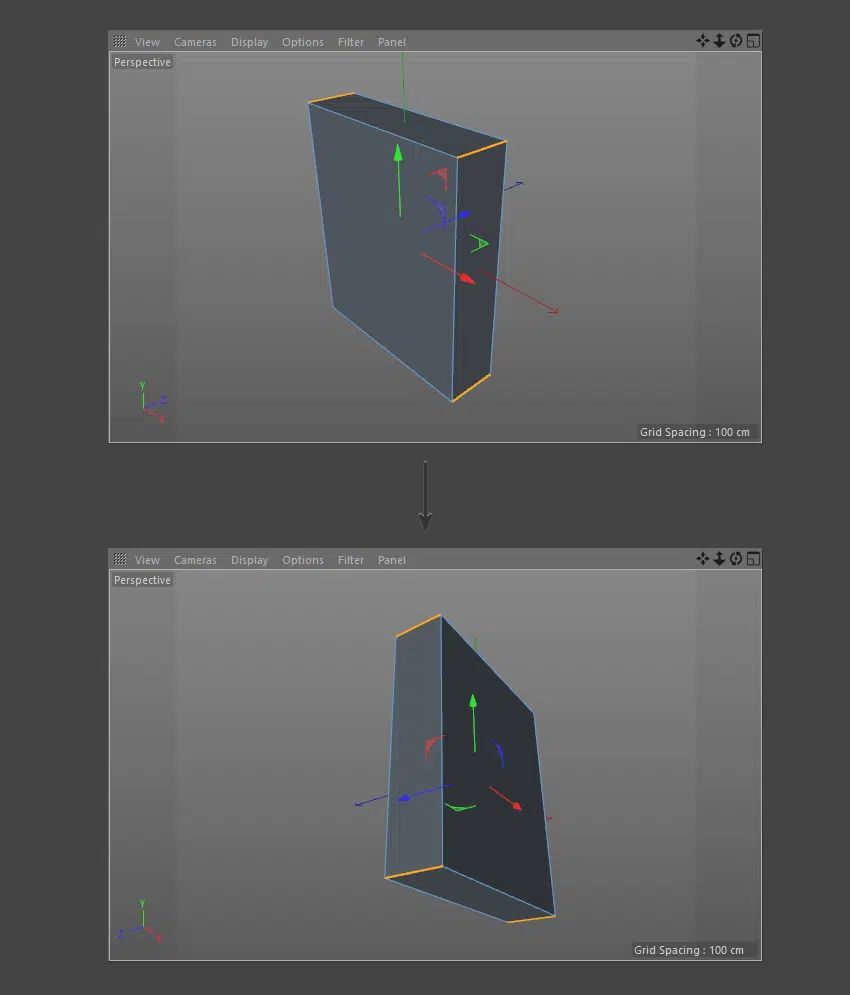 View Cameras Display Options Filter Panel
Perspective
Y
Z
X
Grid Spacing : 100 cm
View Cameras Display Options Filter Panel
Perspective
Y
Z
X
Grid Spacing : 100 cm